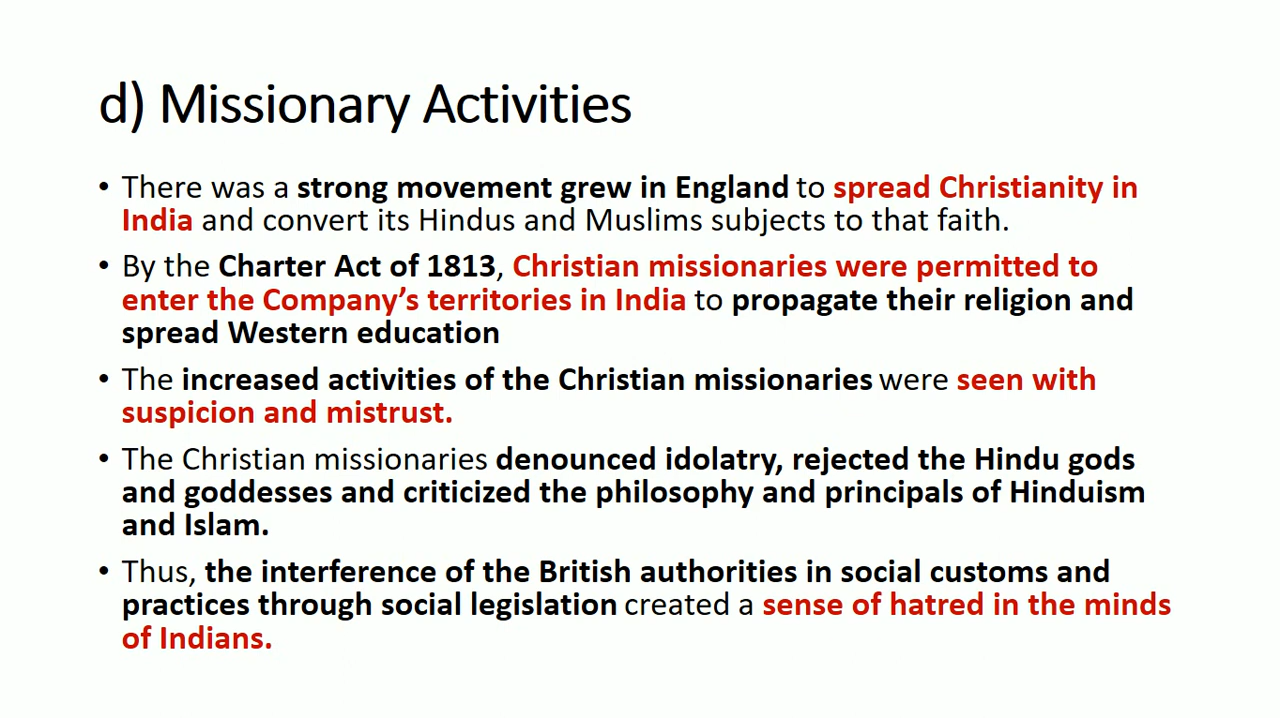 d) Missionary Activities
• There was a strong movement grew in England to spread Christianity in
India and convert its Hindus and Muslims subjects to that faith.
• By the Charter Act of 1813, Christian missionaries were permitted to
enter the Company’s territories in India to propagate their religion and
spread Western education
• The increased activities of the Christian missionaries were seen with
suspicion and mistrust.
• The Christian missionaries denounced idolatry, rejected the Hindu gods
and goddesses and criticized the philosophy and principals of Hinduism
and Islam.
• Thus, the interference of the British authorities in social customs and
practices through social legislation created a sense of hatred in the minds
of Indians.